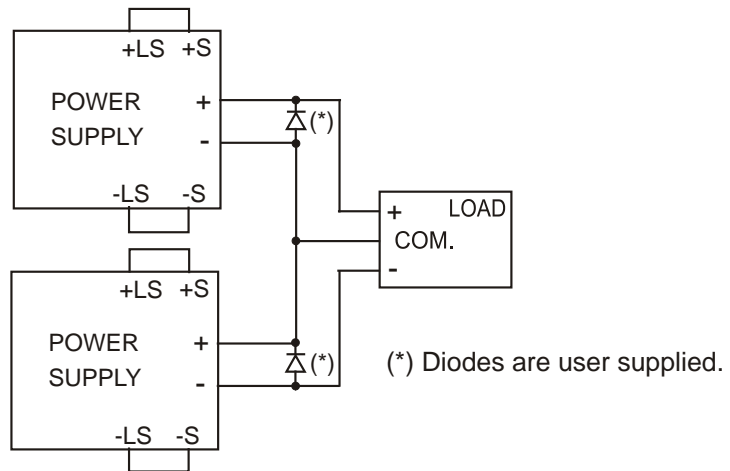 +LS +S
POWER +
SUPPLY -
(*)
-LS -S
+ LOAD
COM.
-
+LS +S
POWER +
SUPPLY -
(*)
(*) Diodes are user supplied.
-LS -S